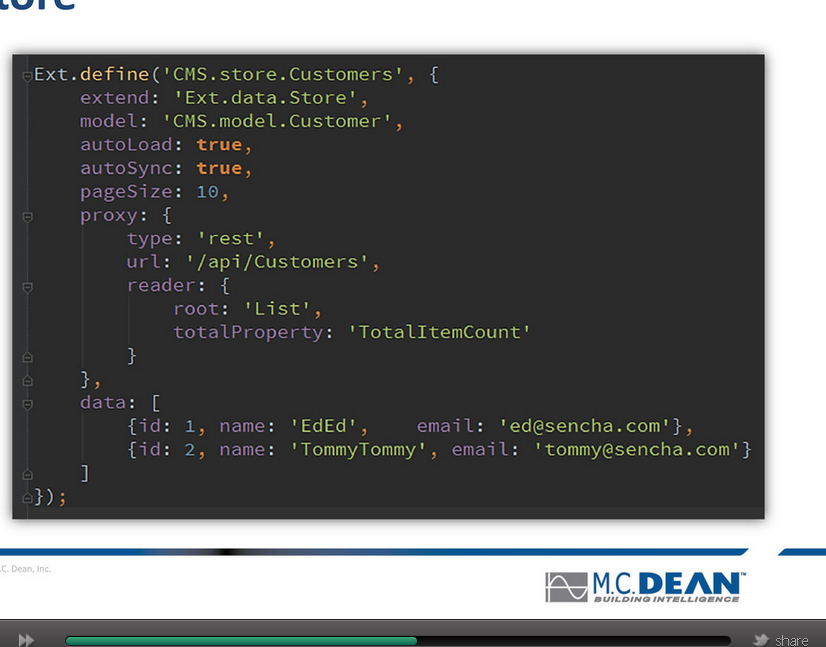 Ext.define('CMS.store.Customers', {
    extend: 'Ext.data.Store',
    model: 'CMS.model.Customer',
    autoLoad: true,
    autoSync: true,
    pageSize: 10,
    proxy: {
        type: 'rest',
        url: '/api/Customers',
        reader: {
            root: 'List',
            totalProperty: 'TotalItemCount'
        }
    },
    data: [
        {id: 1, name: 'EdEd',    email: 'ed@sencha.com'},
        {id: 2, name: 'TommyTommy', email: 'tommy@sencha.com'}
    ]
});
.C. Dean, Inc.
M.C. DEAN™
BUILDING INTELLIGENCE
share